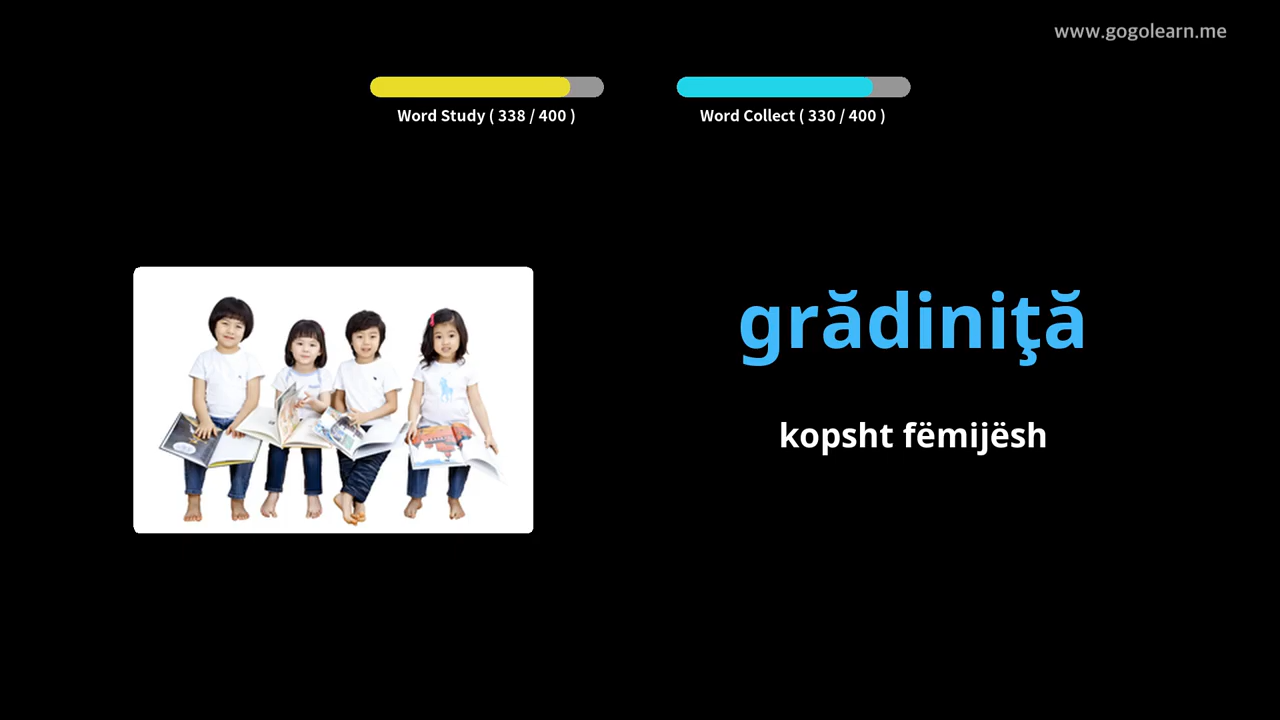 www.gogolearn.me
Word Study ( 338 / 400 )
Word Collect ( 330 / 400 )
grădiniţă
kopsht fëmijësh